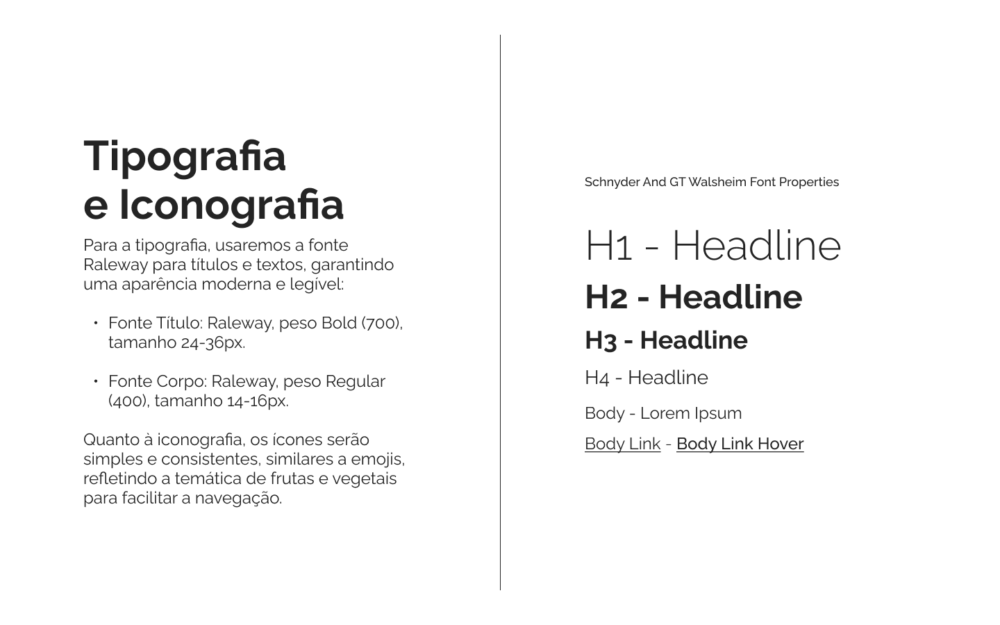 Tipografia
e Iconografia
Para a tipografia, usaremos a fonte
Raleway para títulos e textos, garantindo
uma aparência moderna e legível:
• Fonte Título: Raleway, peso Bold (700),
tamanho 24-36px.
• Fonte Corpo: Raleway, peso Regular
(400), tamanho 14-16px.
Quanto à iconografia, os ícones serão
simples e consistentes, similares a emojis,
refletindo a temática de frutas e vegetais
para facilitar a navegação.
Schnyder And GT Walsheim Font Properties
H1 - Headline
H2 - Headline
H3 - Headline
H4 - Headline
Body - Lorem Ipsum
Body Link - Body Link Hover